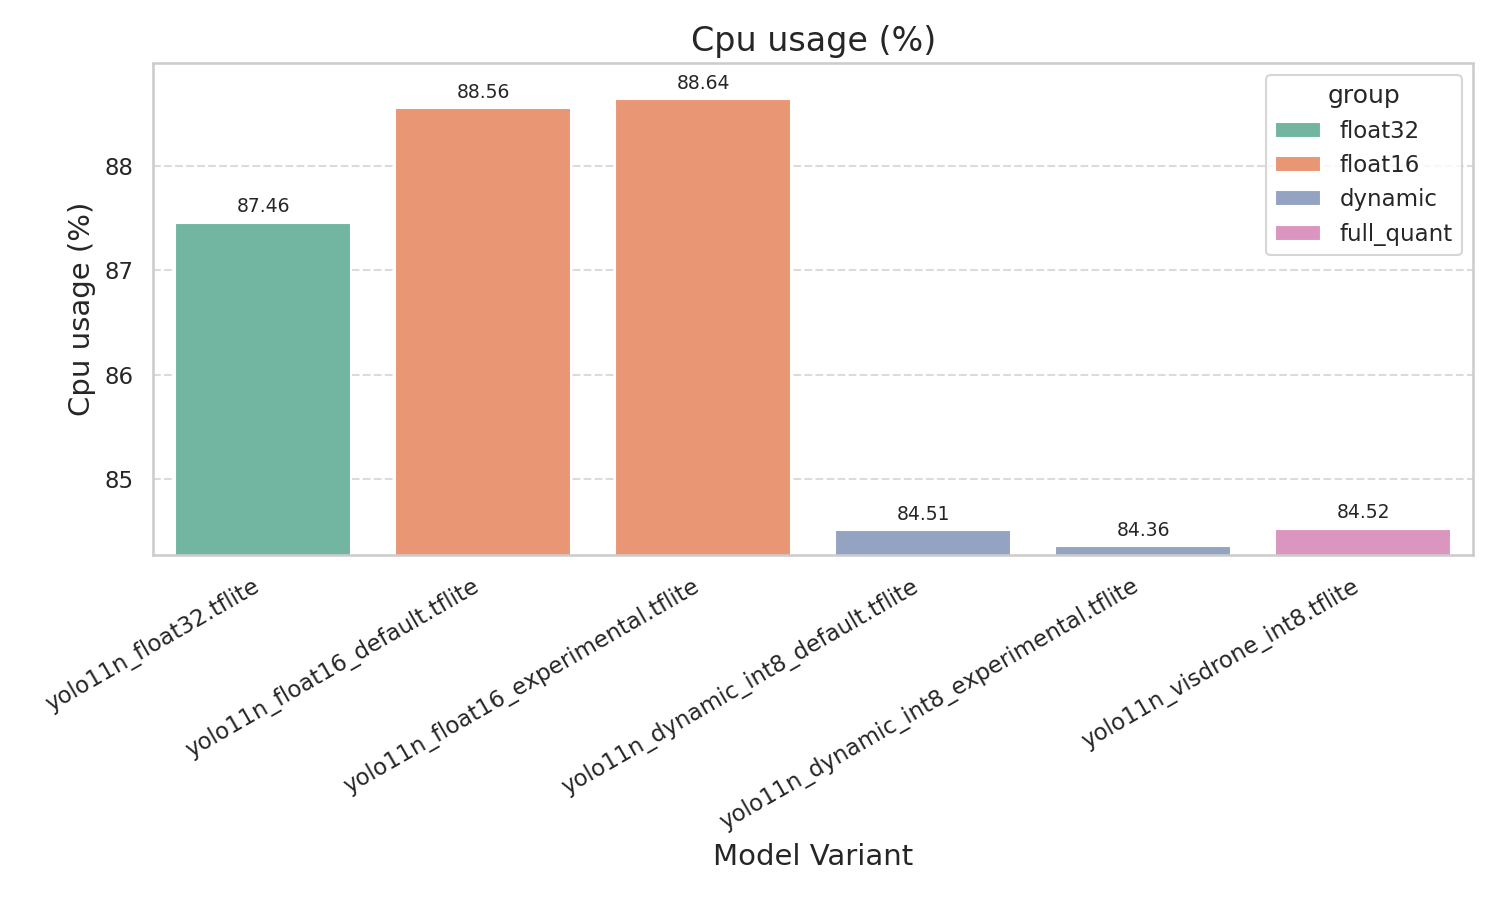 Cpu usage (%)
88.64
88.56
87.46
84.51
84.36
84.52
group
float32
float16
dynamic
full_quant
Cpu usage (%)
88
87
86
85
yolo11n_float32.tflite
yolo11n_float16_default.tflite
yolo11n_float16_experimental.tflite
yolo11n_dynamic_int8_default.tflite
yolo11n_dynamic_int8_experimental.tflite
yolo11n_visdrone_int8.tflite
Model Variant